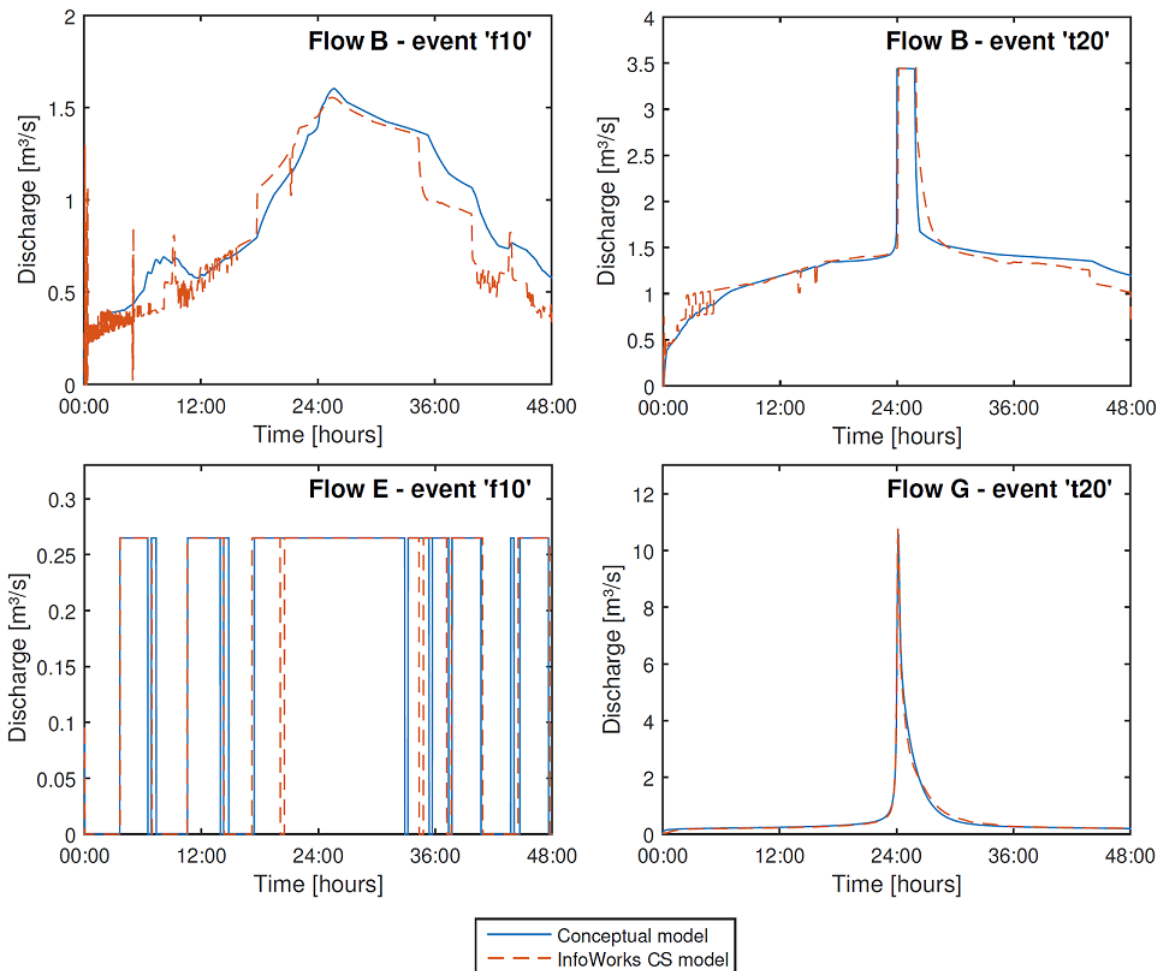 Flow B - event 'f10'
Discharge [m³/s]
2
1.5
1
0.5
0
00:00 12:00 24:00 36:00 48:00
Time [hours]
Flow B - event 't20'
Discharge [m³/s]
4
3.5
3
2.5
2
1.5
1
0.5
0
00:00 12:00 24:00 36:00 48:00
Time [hours]
Flow E - event 'f10'
Discharge [m³/s]
0.3
0.25
0.2
0.15
0.1
0.05
0
00:00 12:00 24:00 36:00 48:00
Time [hours]
Flow G - event 't20'
Discharge [m³/s]
12
10
8
6
4
2
0
00:00 12:00 24:00 36:00 48:00
Time [hours]
Conceptual model
InfoWorks CS model